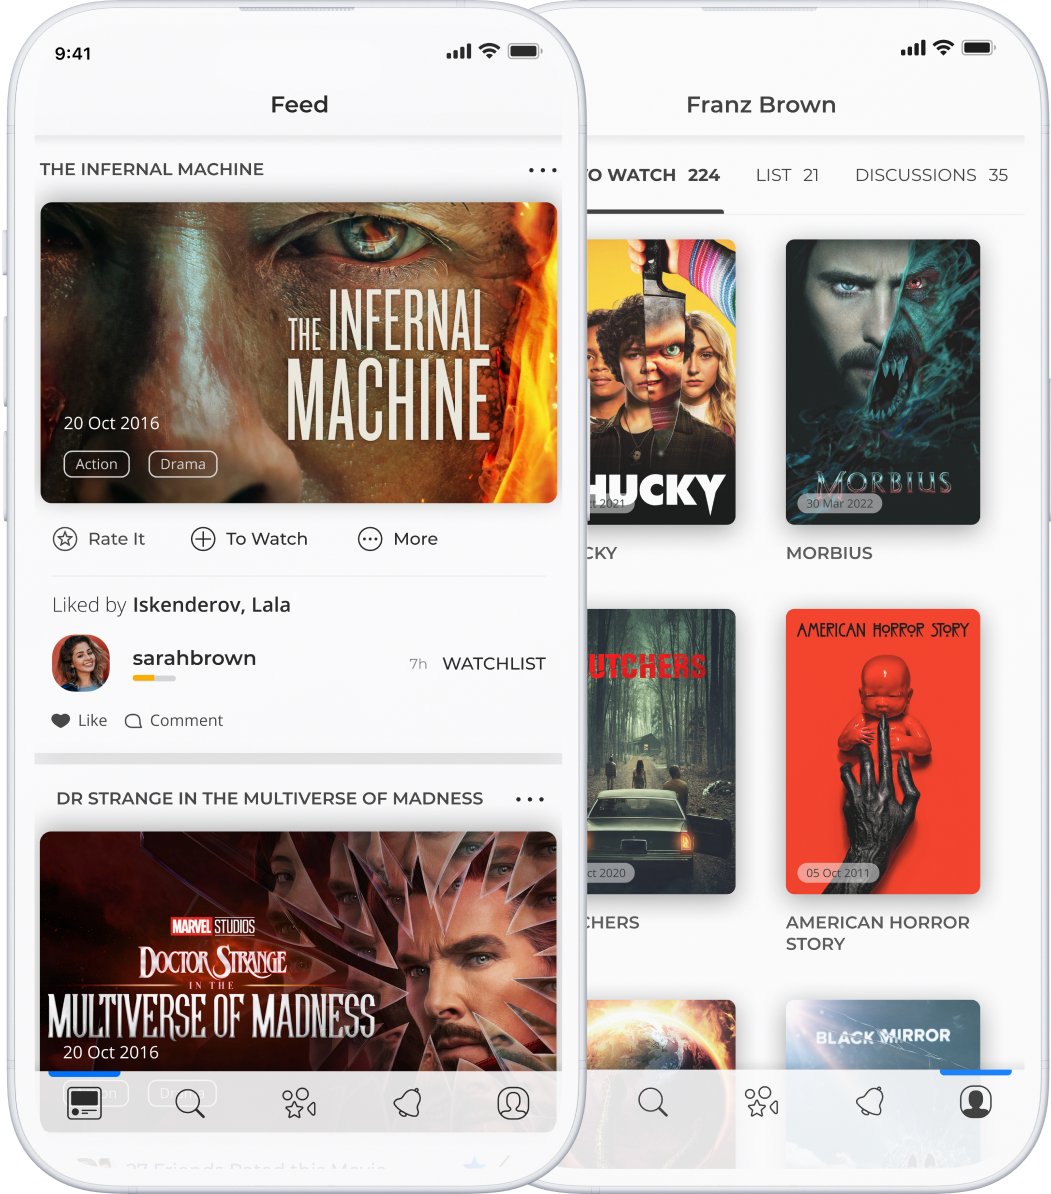 9:41
Feed
THE INFERNAL MACHINE
THE INFERNAL
MACHINE
20 Oct 2016
Action Drama
Rate It To Watch More
Liked by Iskenderov, Lala
sarahbrown
7h WATCHLIST
Like Comment
DR STRANGE IN THE MULTIVERSE OF MADNESS
MARVEL STUDIOS
DOCTOR STRANGE
IN THE
MULTIVERSE OF MADNESS
20 Oct 2016
Franz Brown
O WATCH 224 LIST 21 DISCUSSIONS 35
HUCKY
t 2021
CKY
MORBIUS
30 Mar 2022
MORBIUS
UTCHERS
ct 2020
CHERS
AMERICAN HORROR STORY
05 Oct 2011
AMERICAN HORROR
STORY
BLACK MIRROR